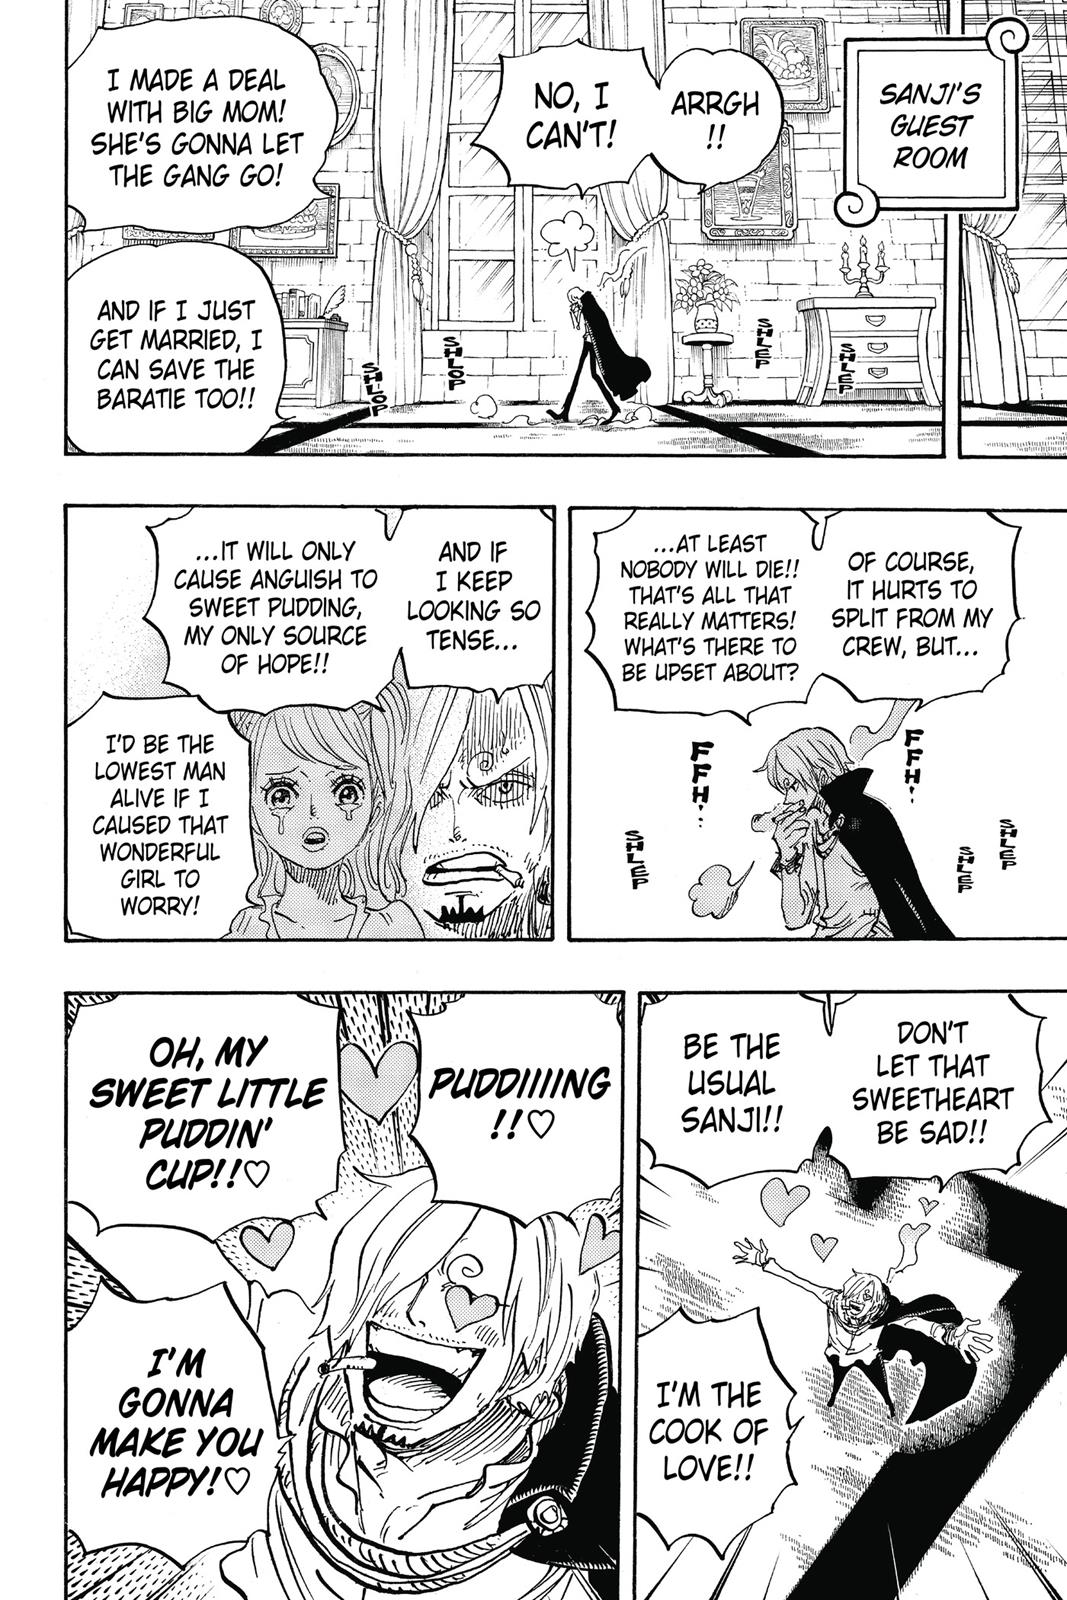 SANJI'S
GUEST
ROOM
ARRGH
!!
NO, I
CAN'T!
I MADE A DEAL
WITH BIG MOM!
SHE'S GONNA LET
THE GANG GO!
AND IF I JUST
GET MARRIED, I
CAN SAVE THE
BARATIE TOO!!
SHLEP
SHLEP
SHLOP
SHLOP
OF COURSE,
IT HURTS TO
SPLIT FROM MY
CREW, BUT...
...AT LEAST
NOBODY WILL DIE!!
THAT'S ALL THAT
REALLY MATTERS!
WHAT'S THERE TO
BE UPSET ABOUT?
FFH!
FFH!
SHLEP
SHLEP
SHLEP
AND IF
I KEEP
LOOKING SO
TENSE...
...IT WILL ONLY
CAUSE ANGUISH TO
SWEET PUDDING,
MY ONLY SOURCE
OF HOPE!!
I'D BE THE
LOWEST MAN
ALIVE IF I
CAUSED THAT
WONDERFUL
GIRL TO
WORRY!
DON'T
LET THAT
SWEETHEART
BE SAD!!
BE THE
USUAL
SANJI!!
I'M THE
COOK OF
LOVE!!
PUDDIIIING
!!♡
OH, MY
SWEET LITTLE
PUDDIN'
CUP!!♡
I'M
GONNA
MAKE YOU
HAPPY!♡